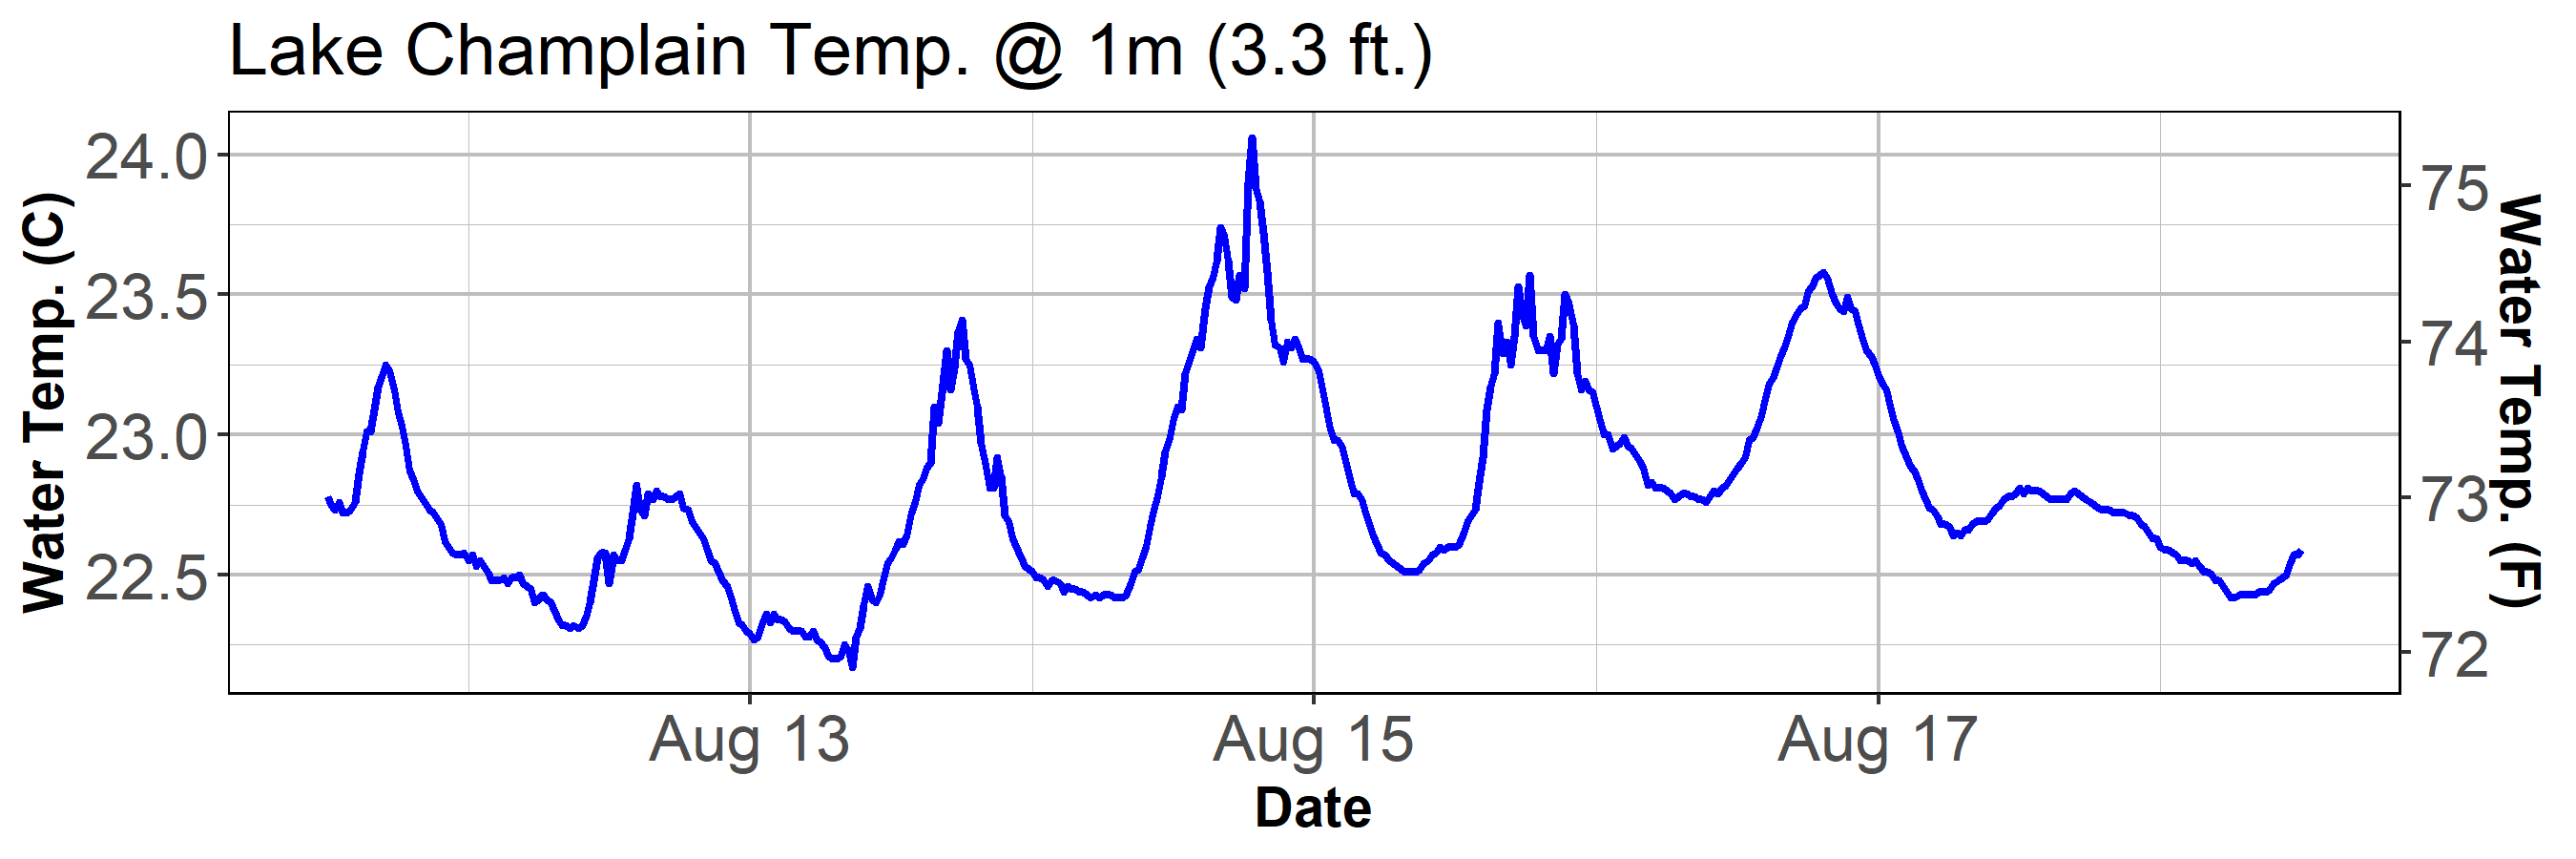 Lake Champlain Temp. @ 1m (3.3 ft.)
Water Temp. (C)
24.0
23.5
23.0
22.5
75
74
73
72
Water Temp. (F)
Aug 13 Aug 15 Aug 17
Date